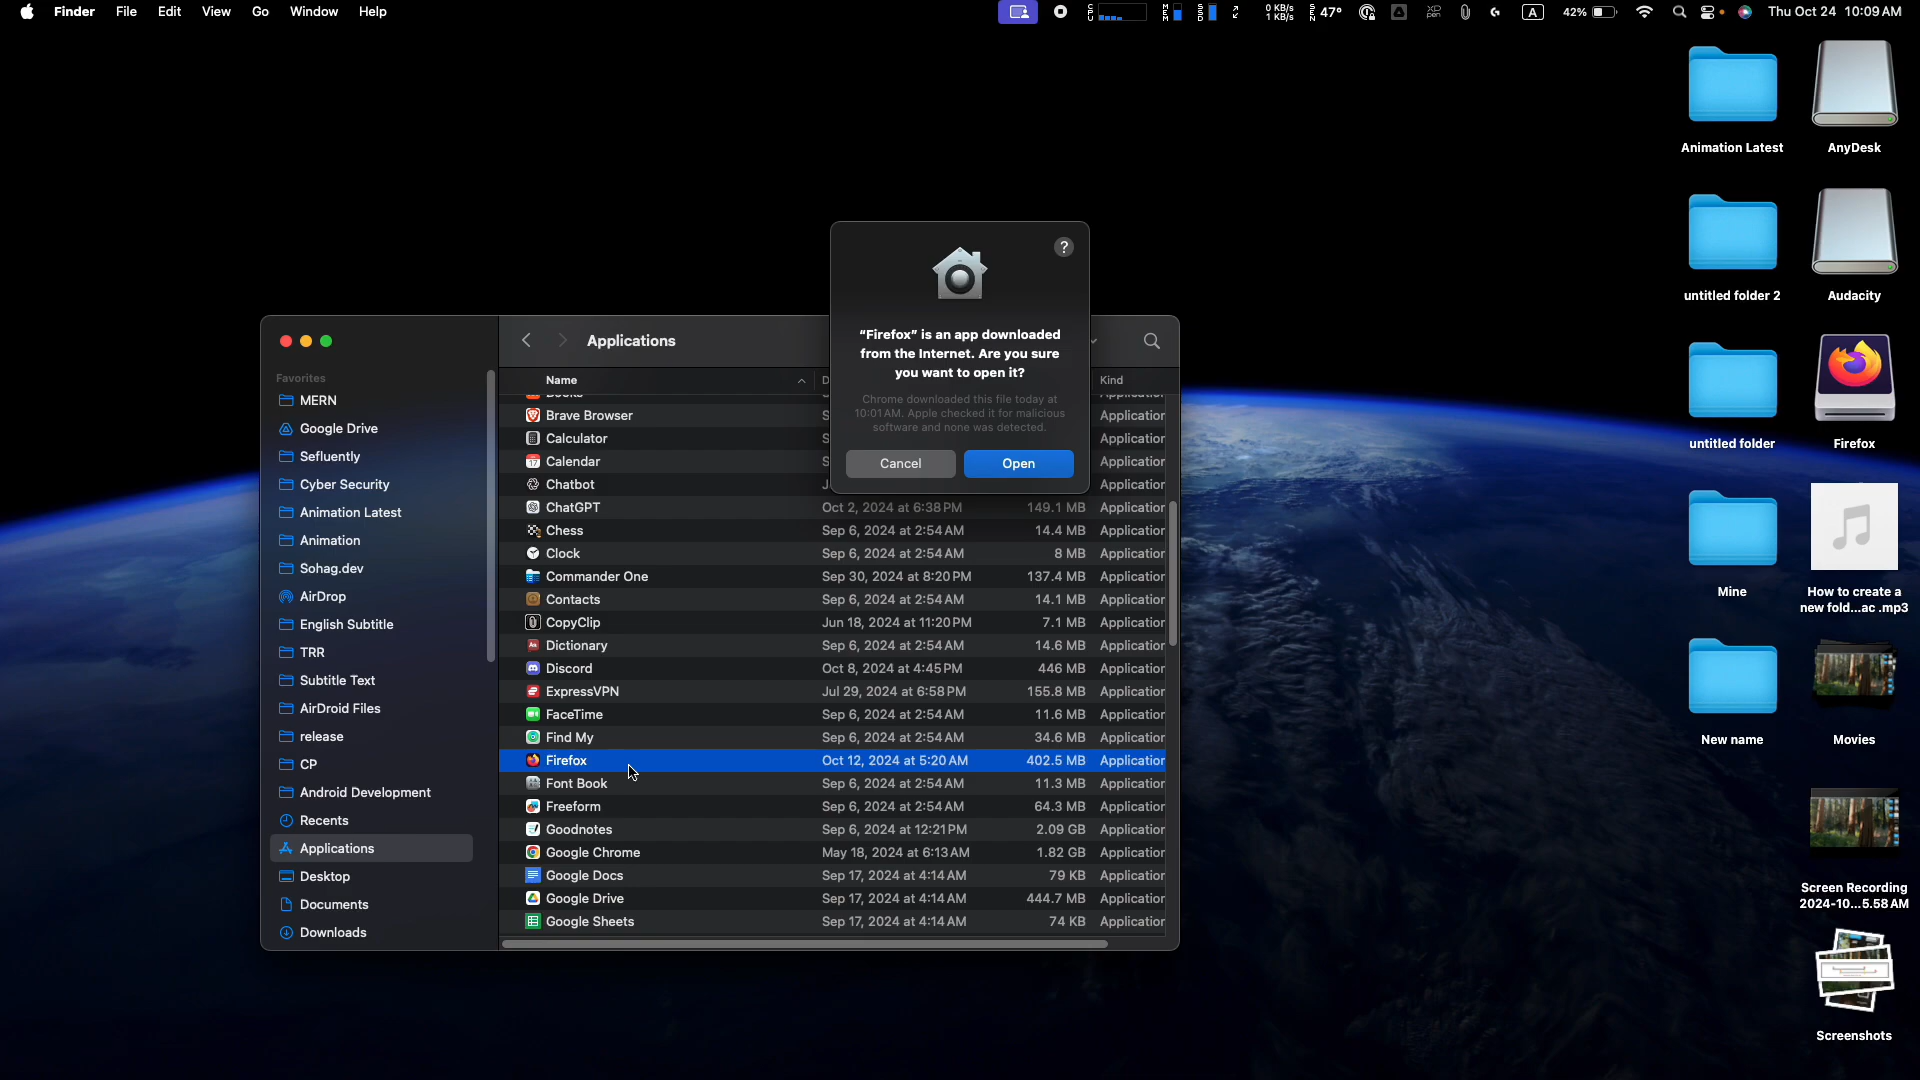 Finder File Edit View Go Window Help
CPU MEM SSD 0 KB/s 1 KB/s SEN 47° XD PEN A 42% Thu Oct 24 10:09 AM
Animation Latest AnyDesk
untitled folder 2 Audacity
untitled folder Firefox
Mine How to create a
new fold...ac .mp3
New name Movies
Screen Recording
2024-10...5.58 AM
Screenshots
?
“Firefox” is an app downloaded
from the Internet. Are you sure
you want to open it?
Chrome downloaded this file today at
10:01 AM. Apple checked it for malicious
software and none was detected.
Cancel Open
Applications
Favorites
MERN
Google Drive
Sefluently
Cyber Security
Animation Latest
Animation
Sohag.dev
AirDrop
English Subtitle
TRR
Subtitle Text
AirDroid Files
release
CP
Android Development
Recents
Applications
Desktop
Documents
Downloads
Name D Kind
Brave Browser S Application
Calculator S Application
Calendar S Application
Chatbot J Application
ChatGPT Oct 2, 2024 at 6:38 PM 149.1 MB Application
Chess Sep 6, 2024 at 2:54 AM 14.4 MB Application
Clock Sep 6, 2024 at 2:54 AM 8 MB Application
Commander One Sep 30, 2024 at 8:20 PM 137.4 MB Application
Contacts Sep 6, 2024 at 2:54 AM 14.1 MB Application
CopyClip Jun 18, 2024 at 11:20 PM 7.1 MB Application
Dictionary Sep 6, 2024 at 2:54 AM 14.6 MB Application
Discord Oct 8, 2024 at 4:45 PM 446 MB Application
ExpressVPN Jul 29, 2024 at 6:58 PM 155.8 MB Application
FaceTime Sep 6, 2024 at 2:54 AM 11.6 MB Application
Find My Sep 6, 2024 at 2:54 AM 34.6 MB Application
Firefox Oct 12, 2024 at 5:20 AM 402.5 MB Application
Font Book Sep 6, 2024 at 2:54 AM 11.3 MB Application
Freeform Sep 6, 2024 at 2:54 AM 64.3 MB Application
Goodnotes Sep 6, 2024 at 12:21 PM 2.09 GB Application
Google Chrome May 18, 2024 at 6:13 AM 1.82 GB Application
Google Docs Sep 17, 2024 at 4:14 AM 79 KB Application
Google Drive Sep 17, 2024 at 4:14 AM 444.7 MB Application
Google Sheets Sep 17, 2024 at 4:14 AM 74 KB Application